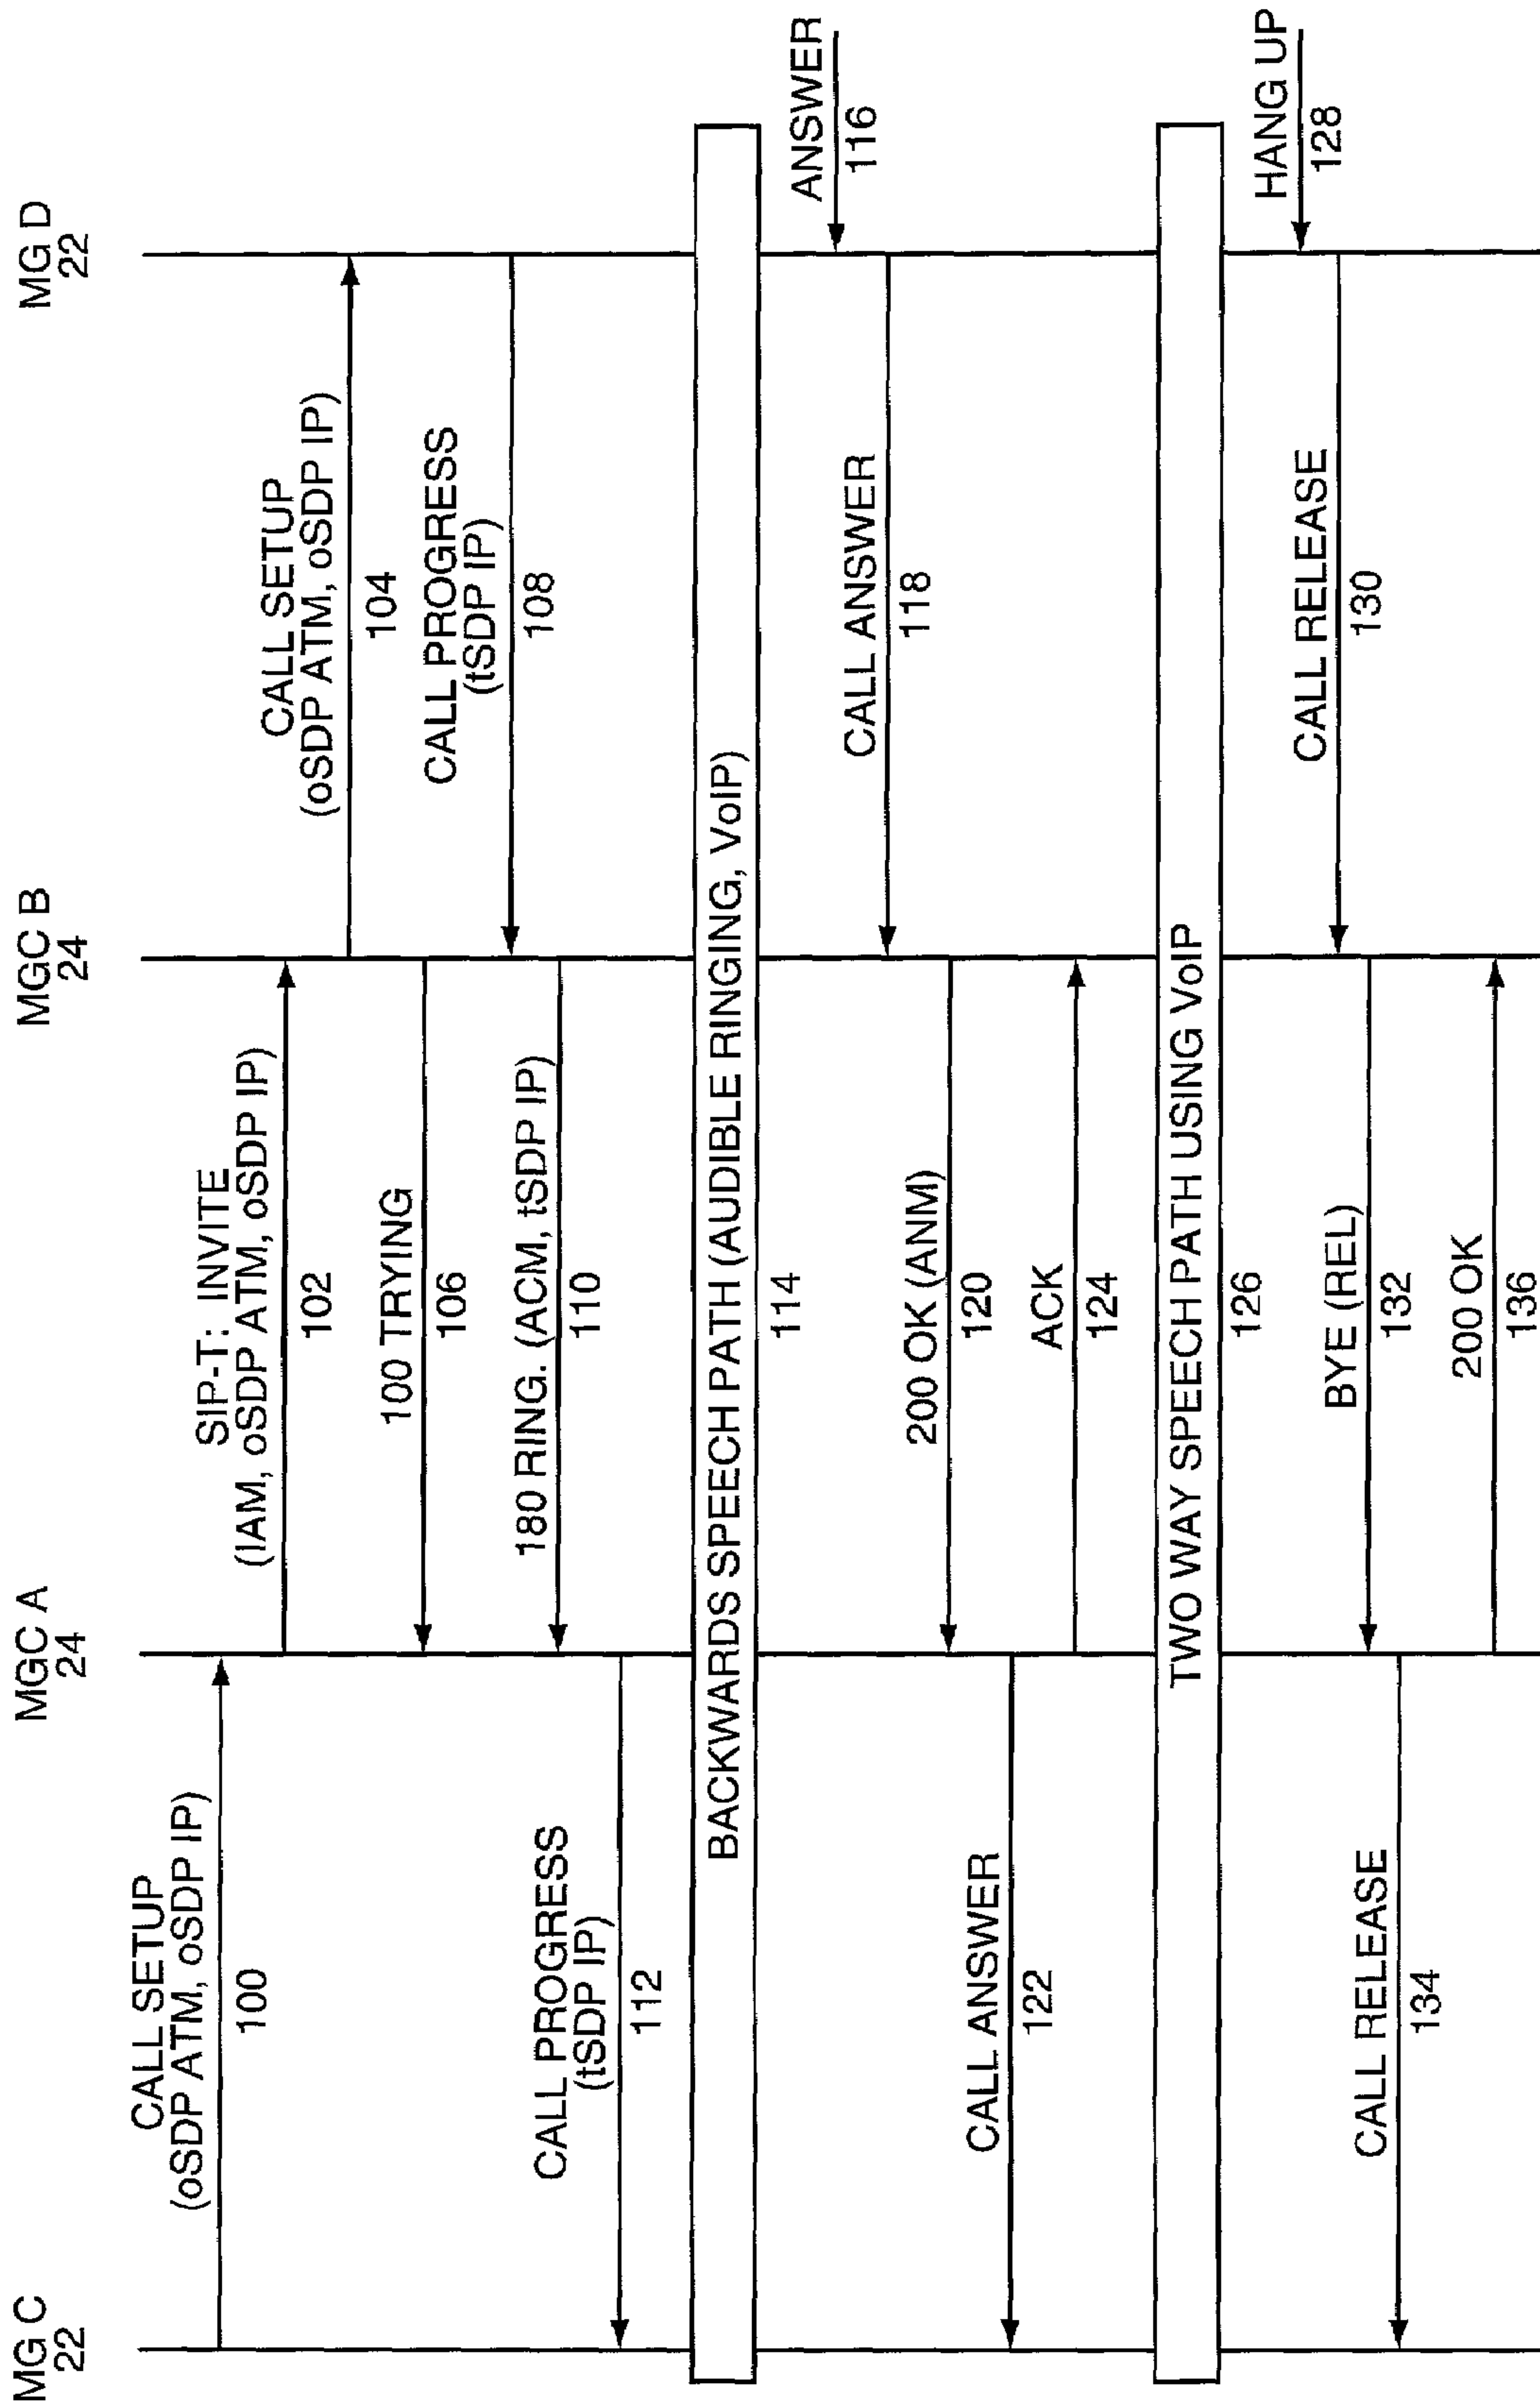 MG C
22
MGC A
24
MGC B
24
MG D
22
CALL SETUP
(oSDP ATM, oSDP IP)
100
SIP-T: INVITE
(IAM, oSDP ATM, oSDP IP)
102
CALL SETUP
(oSDP ATM, oSDP IP)
104
100 TRYING
106
CALL PROGRESS
(tSDP IP)
108
180 RING. (ACM, tSDP IP)
110
CALL PROGRESS
(tSDP IP)
112
BACKWARDS SPEECH PATH (AUDIBLE RINGING, VoIP)
114
ANSWER
116
CALL ANSWER
118
200 OK (ANM)
120
CALL ANSWER
122
ACK
124
TWO WAY SPEECH PATH USING VoIP
126
HANG UP
128
CALL RELEASE
130
BYE (REL)
132
CALL RELEASE
134
200 OK
136